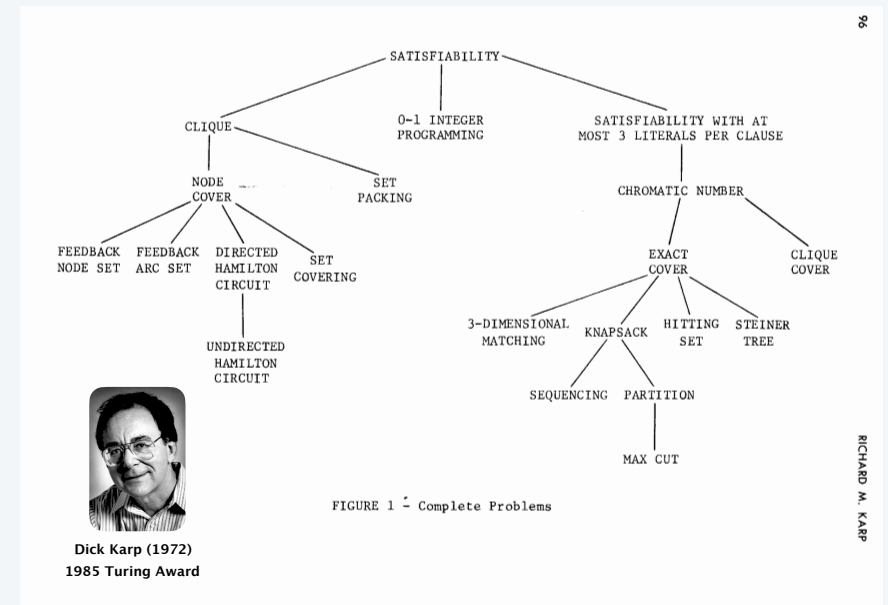 96
SATISFIABILITY
CLIQUE
0-1 INTEGER
PROGRAMMING
SATISFIABILITY WITH AT
MOST 3 LITERALS PER CLAUSE
NODE
COVER
SET
PACKING
CHROMATIC NUMBER
FEEDBACK
NODE SET
FEEDBACK
ARC SET
DIRECTED
HAMILTON
CIRCUIT
SET
COVERING
EXACT
COVER
CLIQUE
COVER
3-DIMENSIONAL
MATCHING
KNAPSACK
HITTING
SET
STEINER
TREE
UNDIRECTED
HAMILTON
CIRCUIT
SEQUENCING
PARTITION
MAX CUT
FIGURE 1 - Complete Problems
RICHARD M. KARP
Dick Karp (1972)
1985 Turing Award